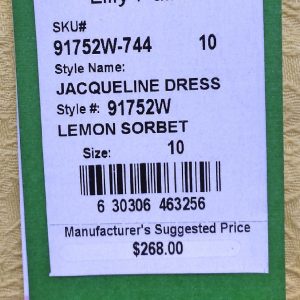 SKU#
91752W-744 10
Style Name:
JACQUELINE DRESS
Style #: 91752W
LEMON SORBET
Size: 10
6 30306 463256
Manufacturer's Suggested Price
$268.00